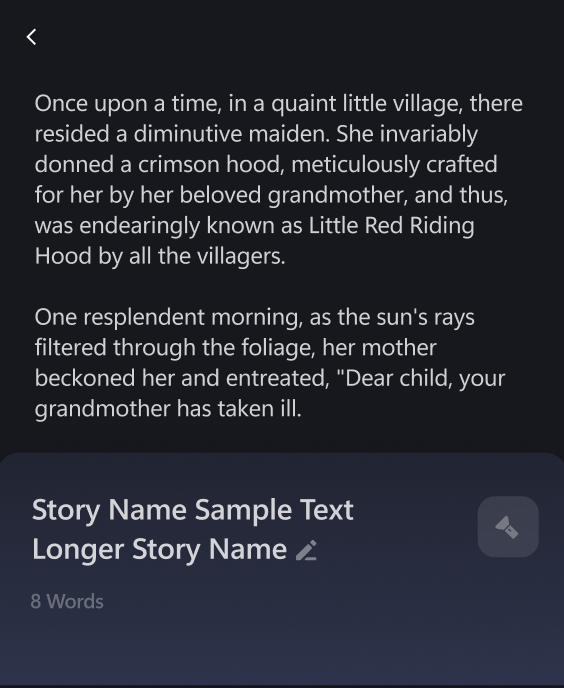 Once upon a time, in a quaint little village, there
resided a diminutive maiden. She invariably
donned a crimson hood, meticulously crafted
for her by her beloved grandmother, and thus,
was endearingly known as Little Red Riding
Hood by all the villagers.
One resplendent morning, as the sun's rays
filtered through the foliage, her mother
beckoned her and entreated, "Dear child, your
grandmother has taken ill.
Story Name Sample Text
Longer Story Name
8 Words